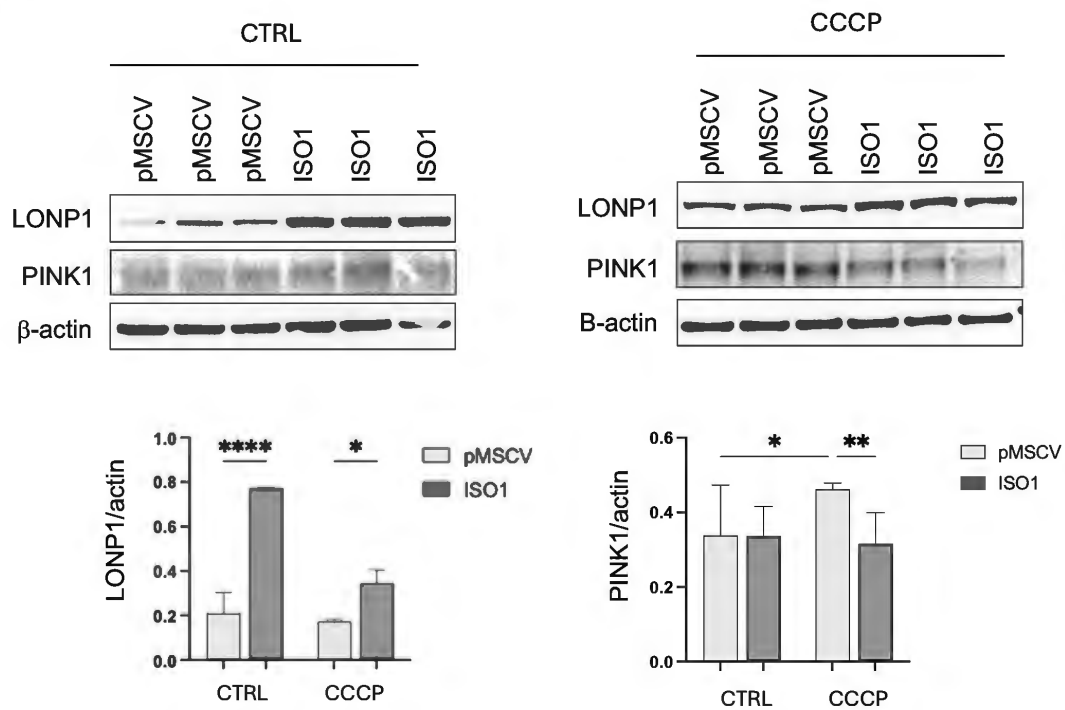 CTRL
pMSCV pMSCV pMSCV ISO1 ISO1 ISO1
LONP1
PINK1
β-actin
CCCP
pMSCV pMSCV pMSCV ISO1 ISO1 ISO1
LONP1
PINK1
B-actin
LONP1/actin
1.0
0.8
0.6
0.4
0.2
0.0
****
*
CTRL CCCP
pMSCV
ISO1
PINK1/actin
0.6
0.4
0.2
0.0
*
**
CTRL CCCP
pMSCV
ISO1